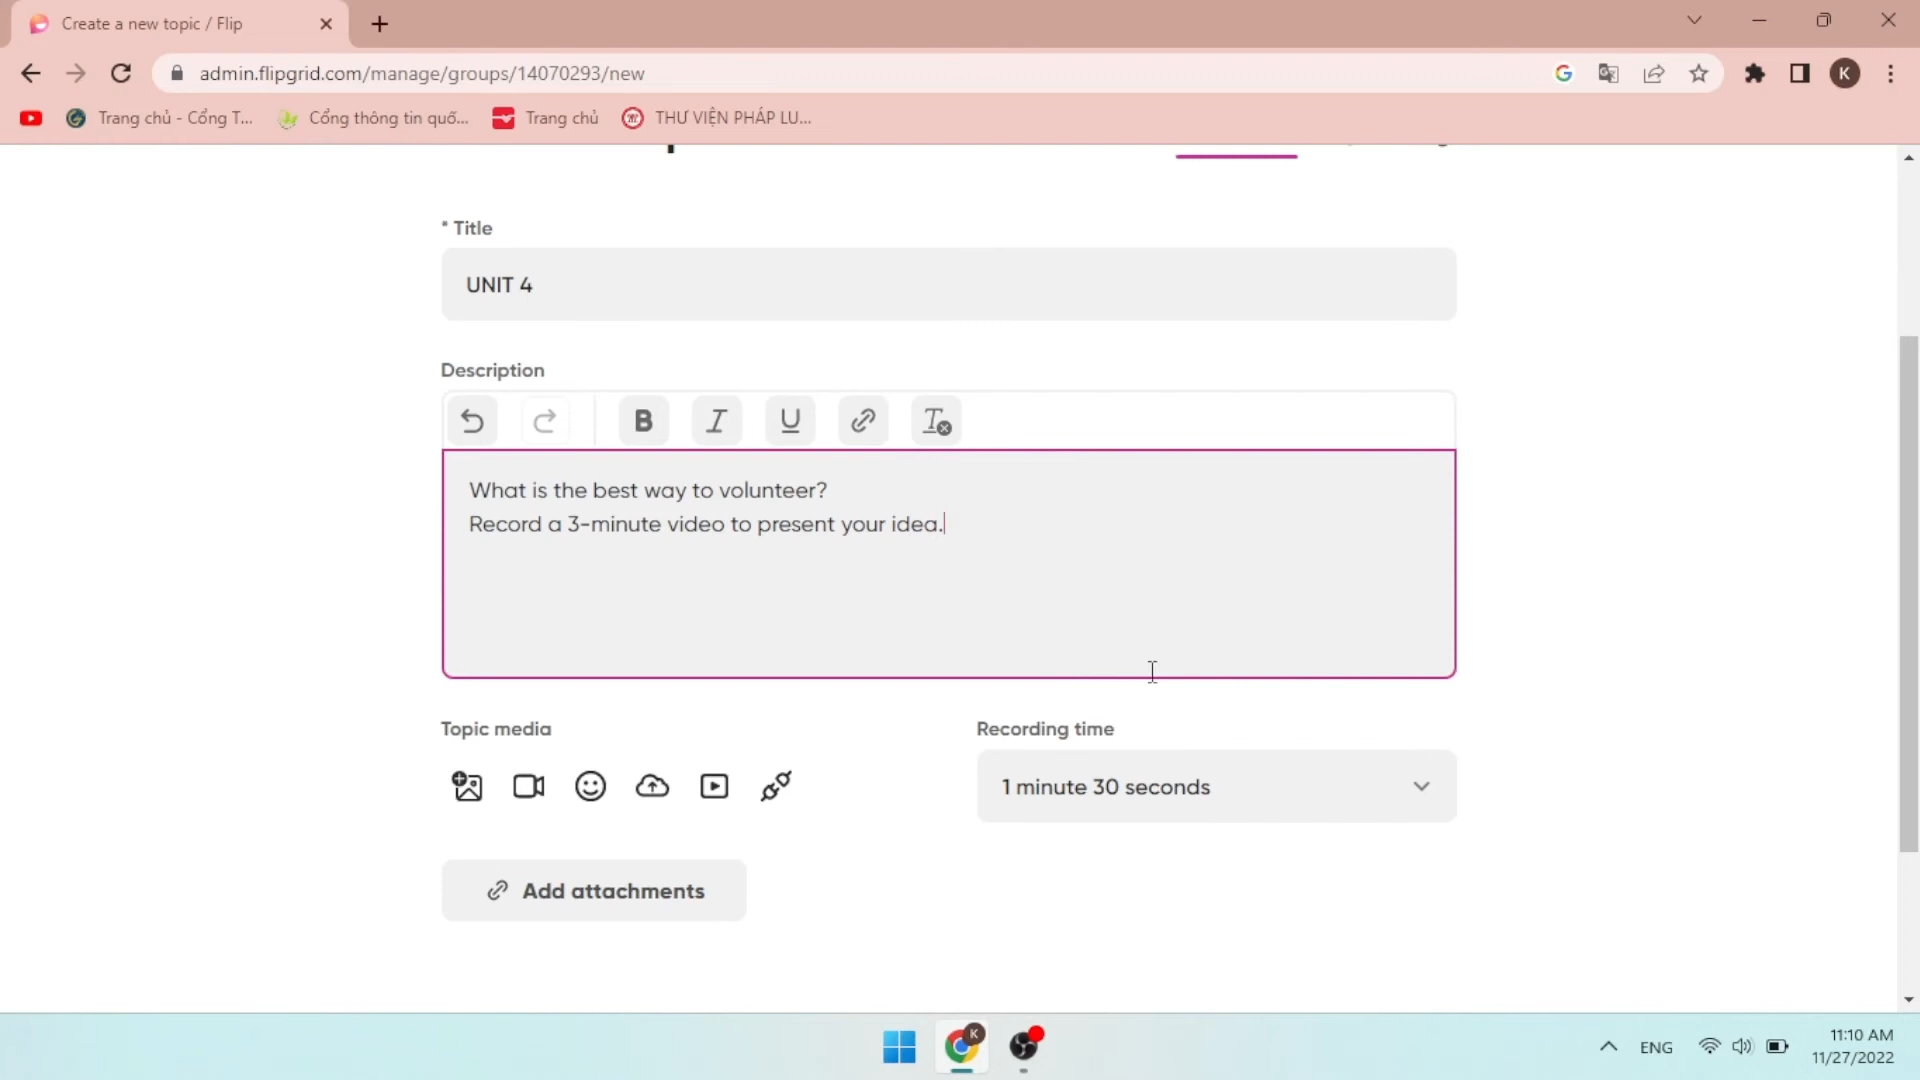 Create a new topic / Flip
admin.flipgrid.com/manage/groups/14070293/new
K
Trang chủ - Cổng T...
Cổng thông tin quố...
Trang chủ
THƯ VIỆN PHÁP LU...
* Title
UNIT 4
Description
B I U
What is the best way to volunteer?
Record a 3-minute video to present your idea.
Topic media
Recording time
1 minute 30 seconds
Add attachments
K
ENG
11:10 AM
11/27/2022